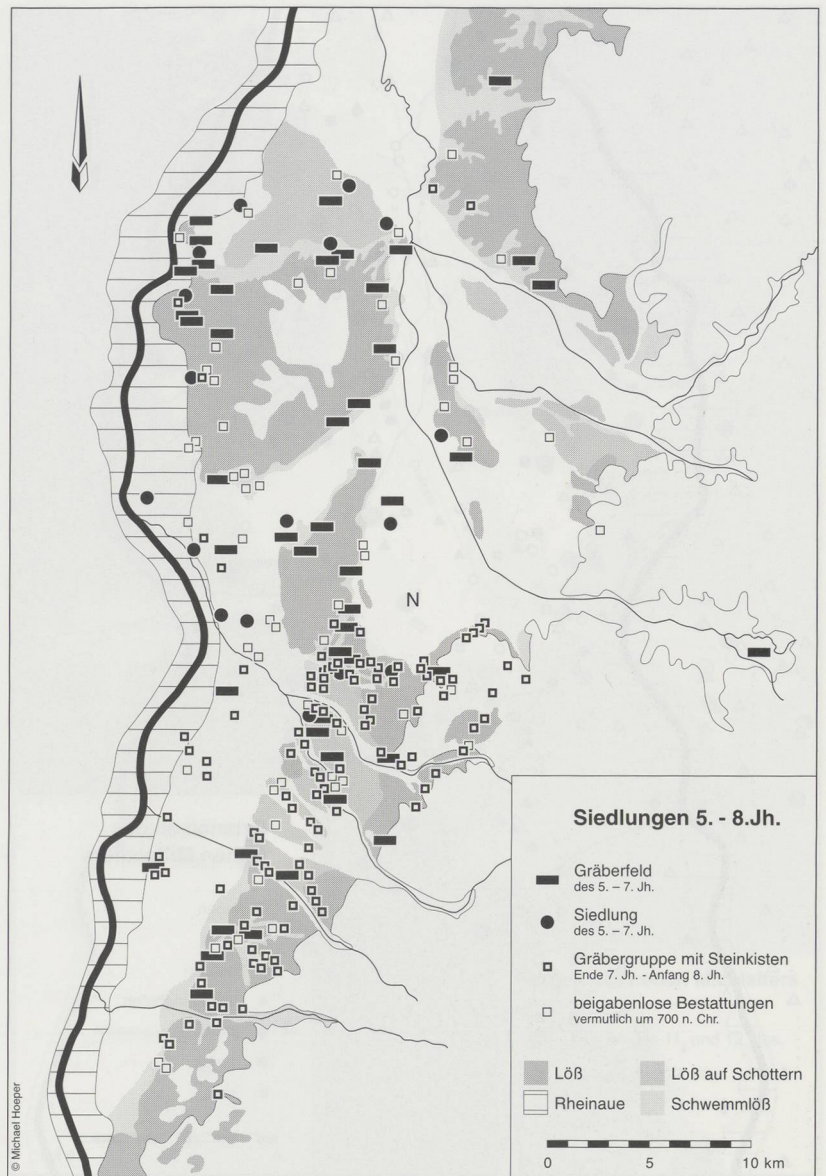 N
Siedlungen 5. - 8.Jh.
Gräberfeld
des 5. – 7. Jh.
Siedlung
des 5. – 7. Jh.
Gräbergruppe mit Steinkisten
Ende 7. Jh. - Anfang 8. Jh.
beigabenlose Bestattungen
vermutlich um 700 n. Chr.
Löß
Löß auf Schottern
Rheinaue
Schwemmlöß
0 5 10 km
© Michael Hoeper